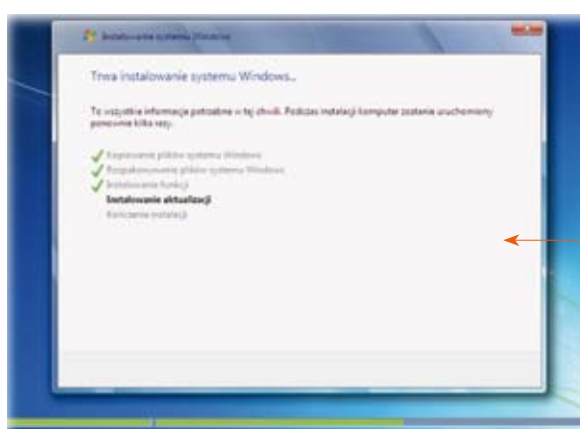 Instalowanie systemu Windows
Trwa instalowanie systemu Windows...
To wszystkie informacje potrzebne w tej chwili. Podczas instalacji komputer zostanie uruchomiony
ponownie kilka razy.
Kopiowanie plików systemu Windows
Rozpakowywanie plików systemu Windows
Instalowanie funkcji
Instalowanie aktualizacji
Kończenie instalacji